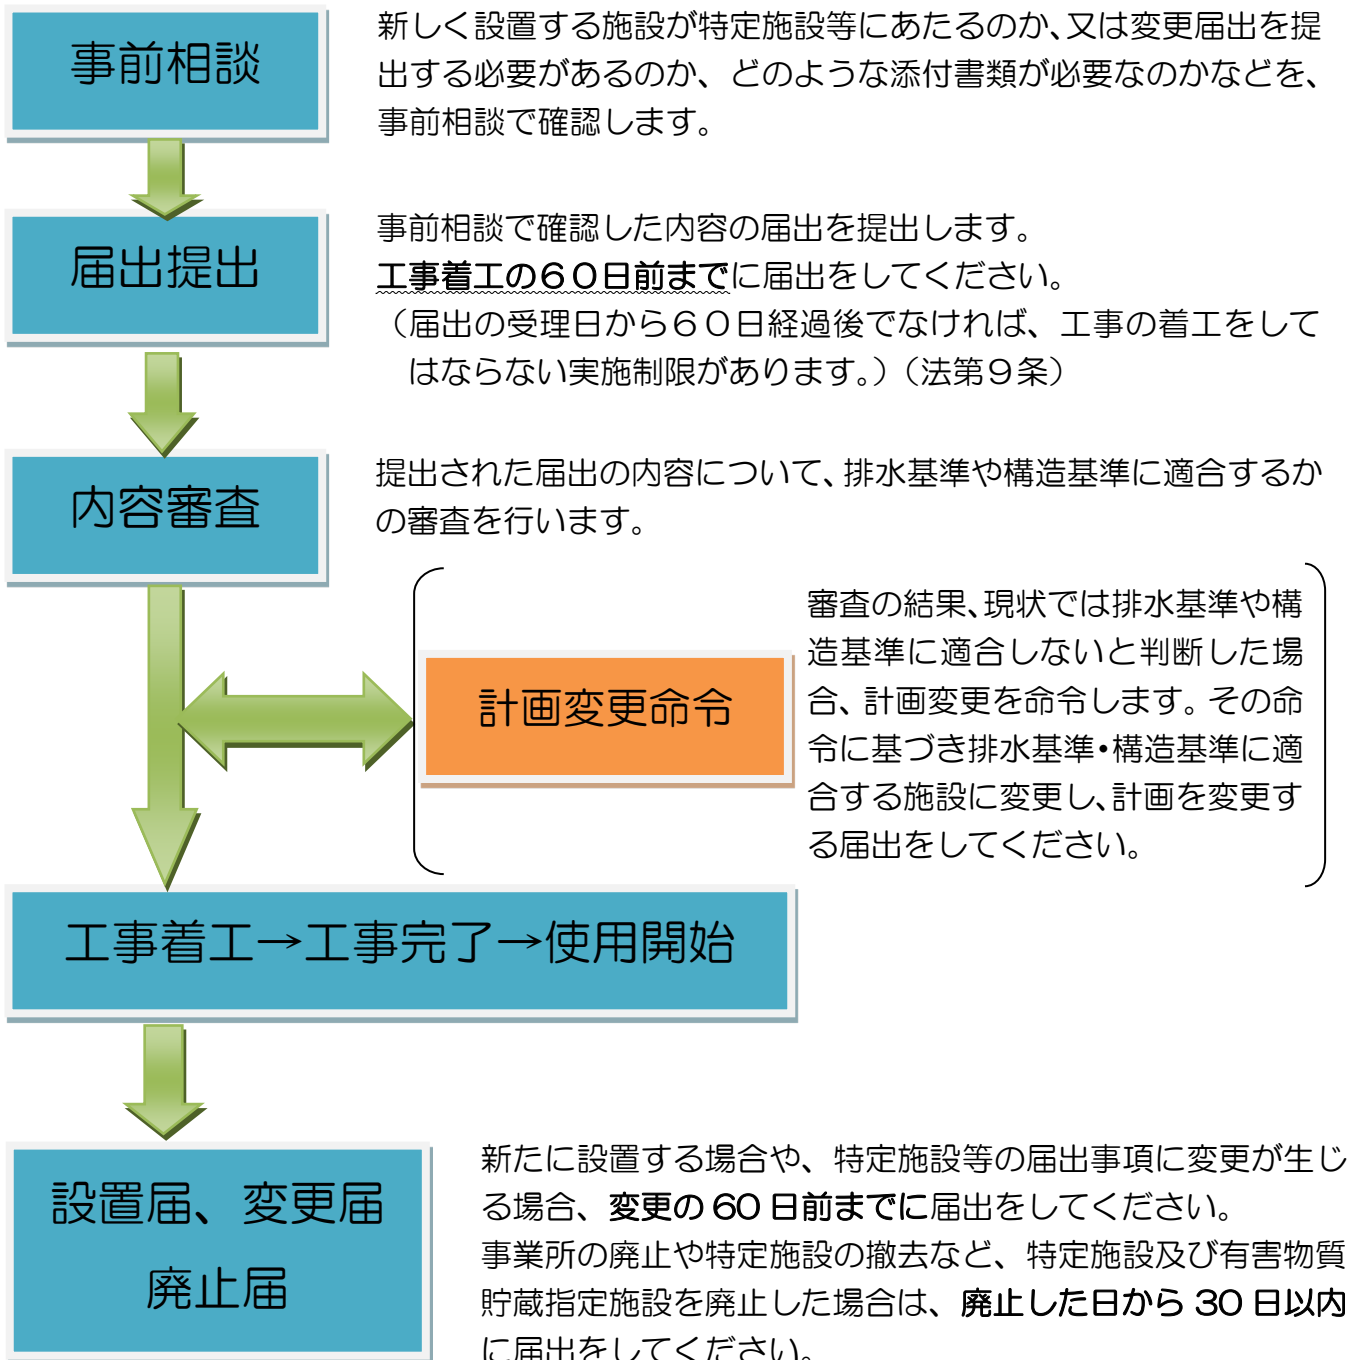 事前相談
新しく設置する施設が特定施設等にあたるのか、又は変更届出を提
出する必要があるのか、どのような添付書類が必要なのかなどを、
事前相談で確認します。
届出提出
事前相談で確認した内容の届出を提出します。
工事着工の６０日前までに届出をしてください。
（届出の受理日から６０日経過後でなければ、工事の着工をして
はならない実施制限があります。）（法第９条）
内容審査
提出された届出の内容について、排水基準や構造基準に適合するか
の審査を行います。
計画変更命令
審査の結果、現状では排水基準や構
造基準に適合しないと判断した場
合、計画変更を命令します。その命
令に基づき排水基準・構造基準に適
合する施設に変更し、計画を変更す
る届出をしてください。
工事着工→工事完了→使用開始
設置届、変更届
廃止届
新たに設置する場合や、特定施設等の届出事項に変更が生じ
る場合、変更の 60 日前までに届出をしてください。
事業所の廃止や特定施設の撤去など、特定施設及び有害物質
貯蔵指定施設を廃止した場合は、廃止した日から 30 日以内
に届出をしてください。